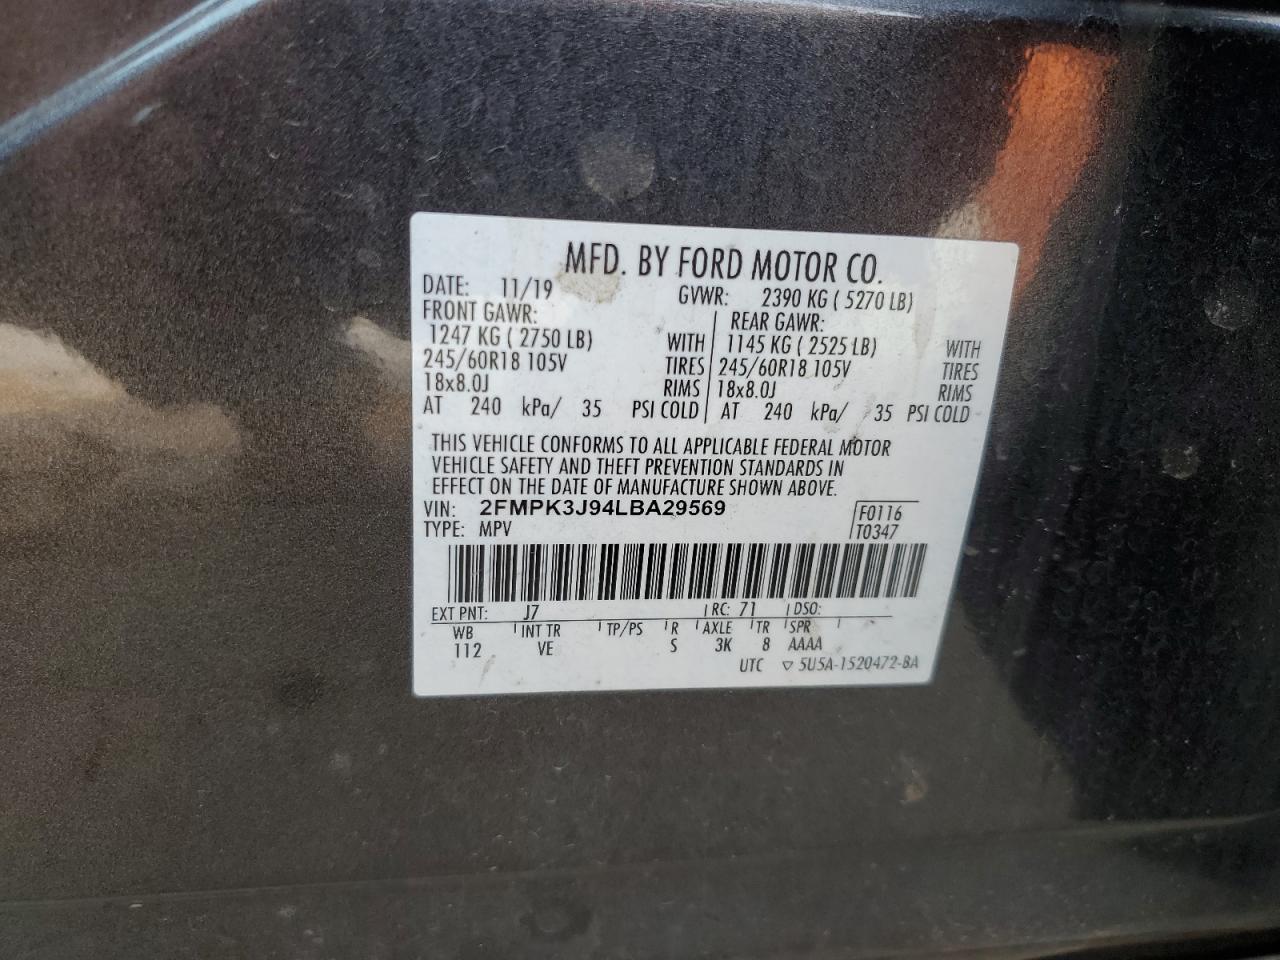 MFD. BY FORD MOTOR CO.
DATE: 11/19 GVWR: 2390 KG ( 5270 LB)
FRONT GAWR: REAR GAWR:
1247 KG ( 2750 LB) WITH 1145 KG ( 2525 LB) WITH
245/60R18 105V TIRES 245/60R18 105V TIRES
18x8.0J RIMS 18x8.0J RIMS
AT 240 kPa/ 35 PSI COLD AT 240 kPa/ 35 PSI COLD
THIS VEHICLE CONFORMS TO ALL APPLICABLE FEDERAL MOTOR
VEHICLE SAFETY AND THEFT PREVENTION STANDARDS IN
EFFECT ON THE DATE OF MANUFACTURE SHOWN ABOVE.
VIN: 2FMPK3J94LBA29569 F0116
TYPE: MPV T0347
EXT PNT: J7 RC: 71 DSO:
WB INT TR TP/PS R AXLE TR SPR
112 VE S 3K 8 AAAA
UTC ▽ 5U5A-1520472-BA